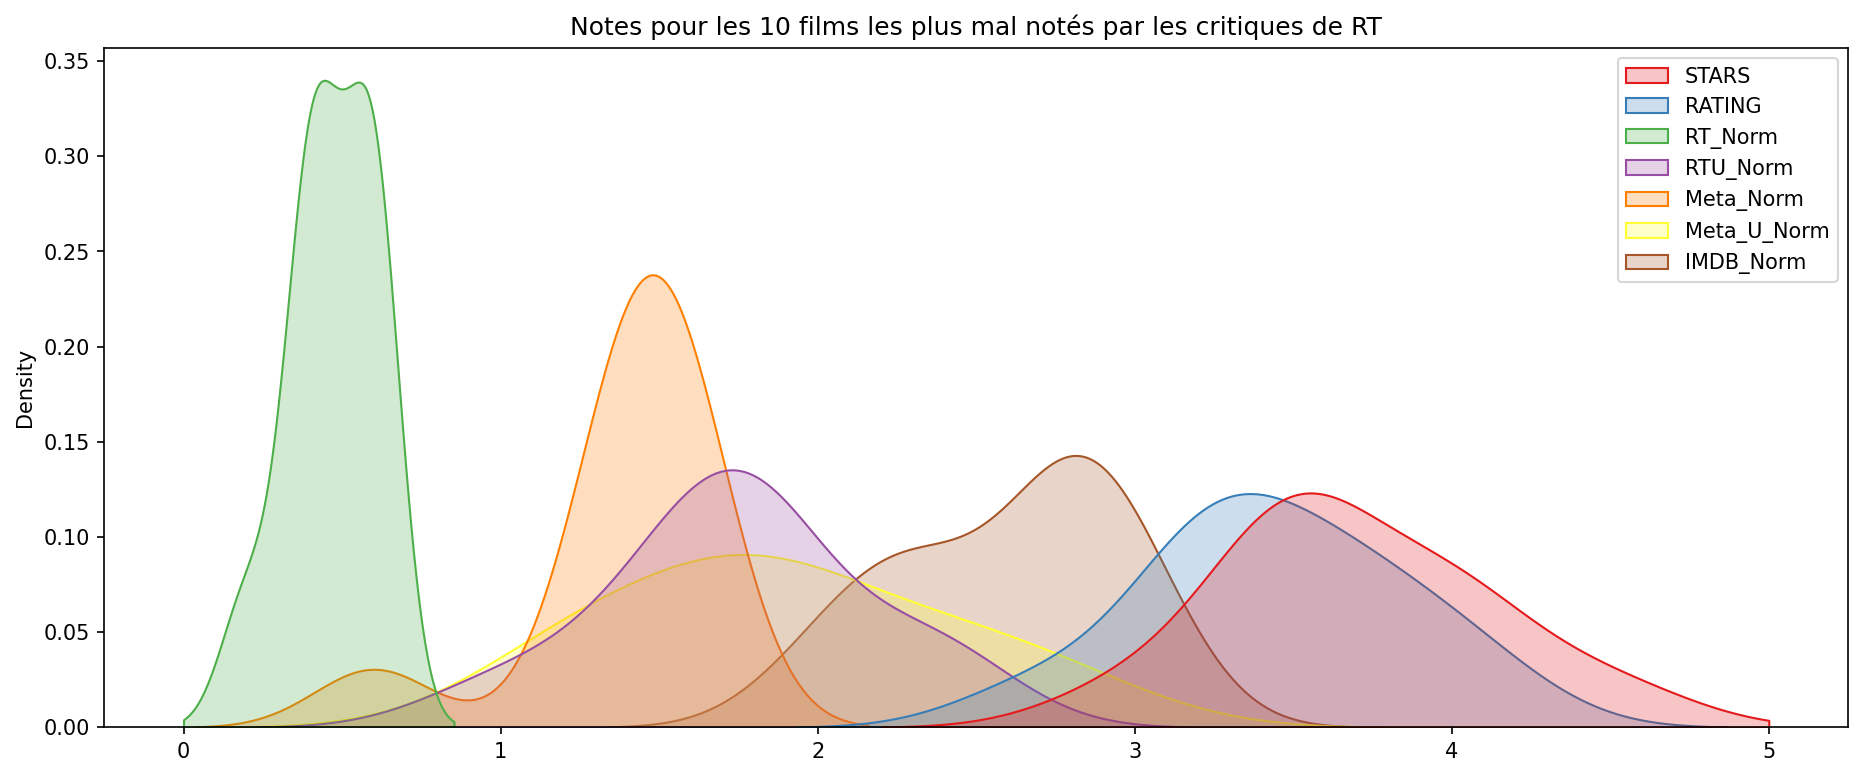 Notes pour les 10 films les plus mal notés par les critiques de RT
Density
0.35
0.30
0.25
0.20
0.15
0.10
0.05
0.00
0 1 2 3 4 5
STARS
RATING
RT_Norm
RTU_Norm
Meta_Norm
Meta_U_Norm
IMDB_Norm